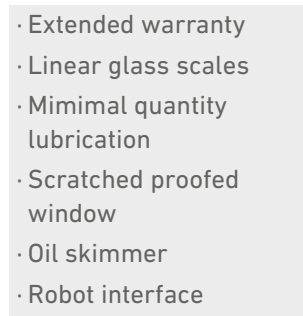 · Extended warranty
· Linear glass scales
· Mimimal quantity
lubrication
· Scratched proofed
window
· Oil skimmer
· Robot interface